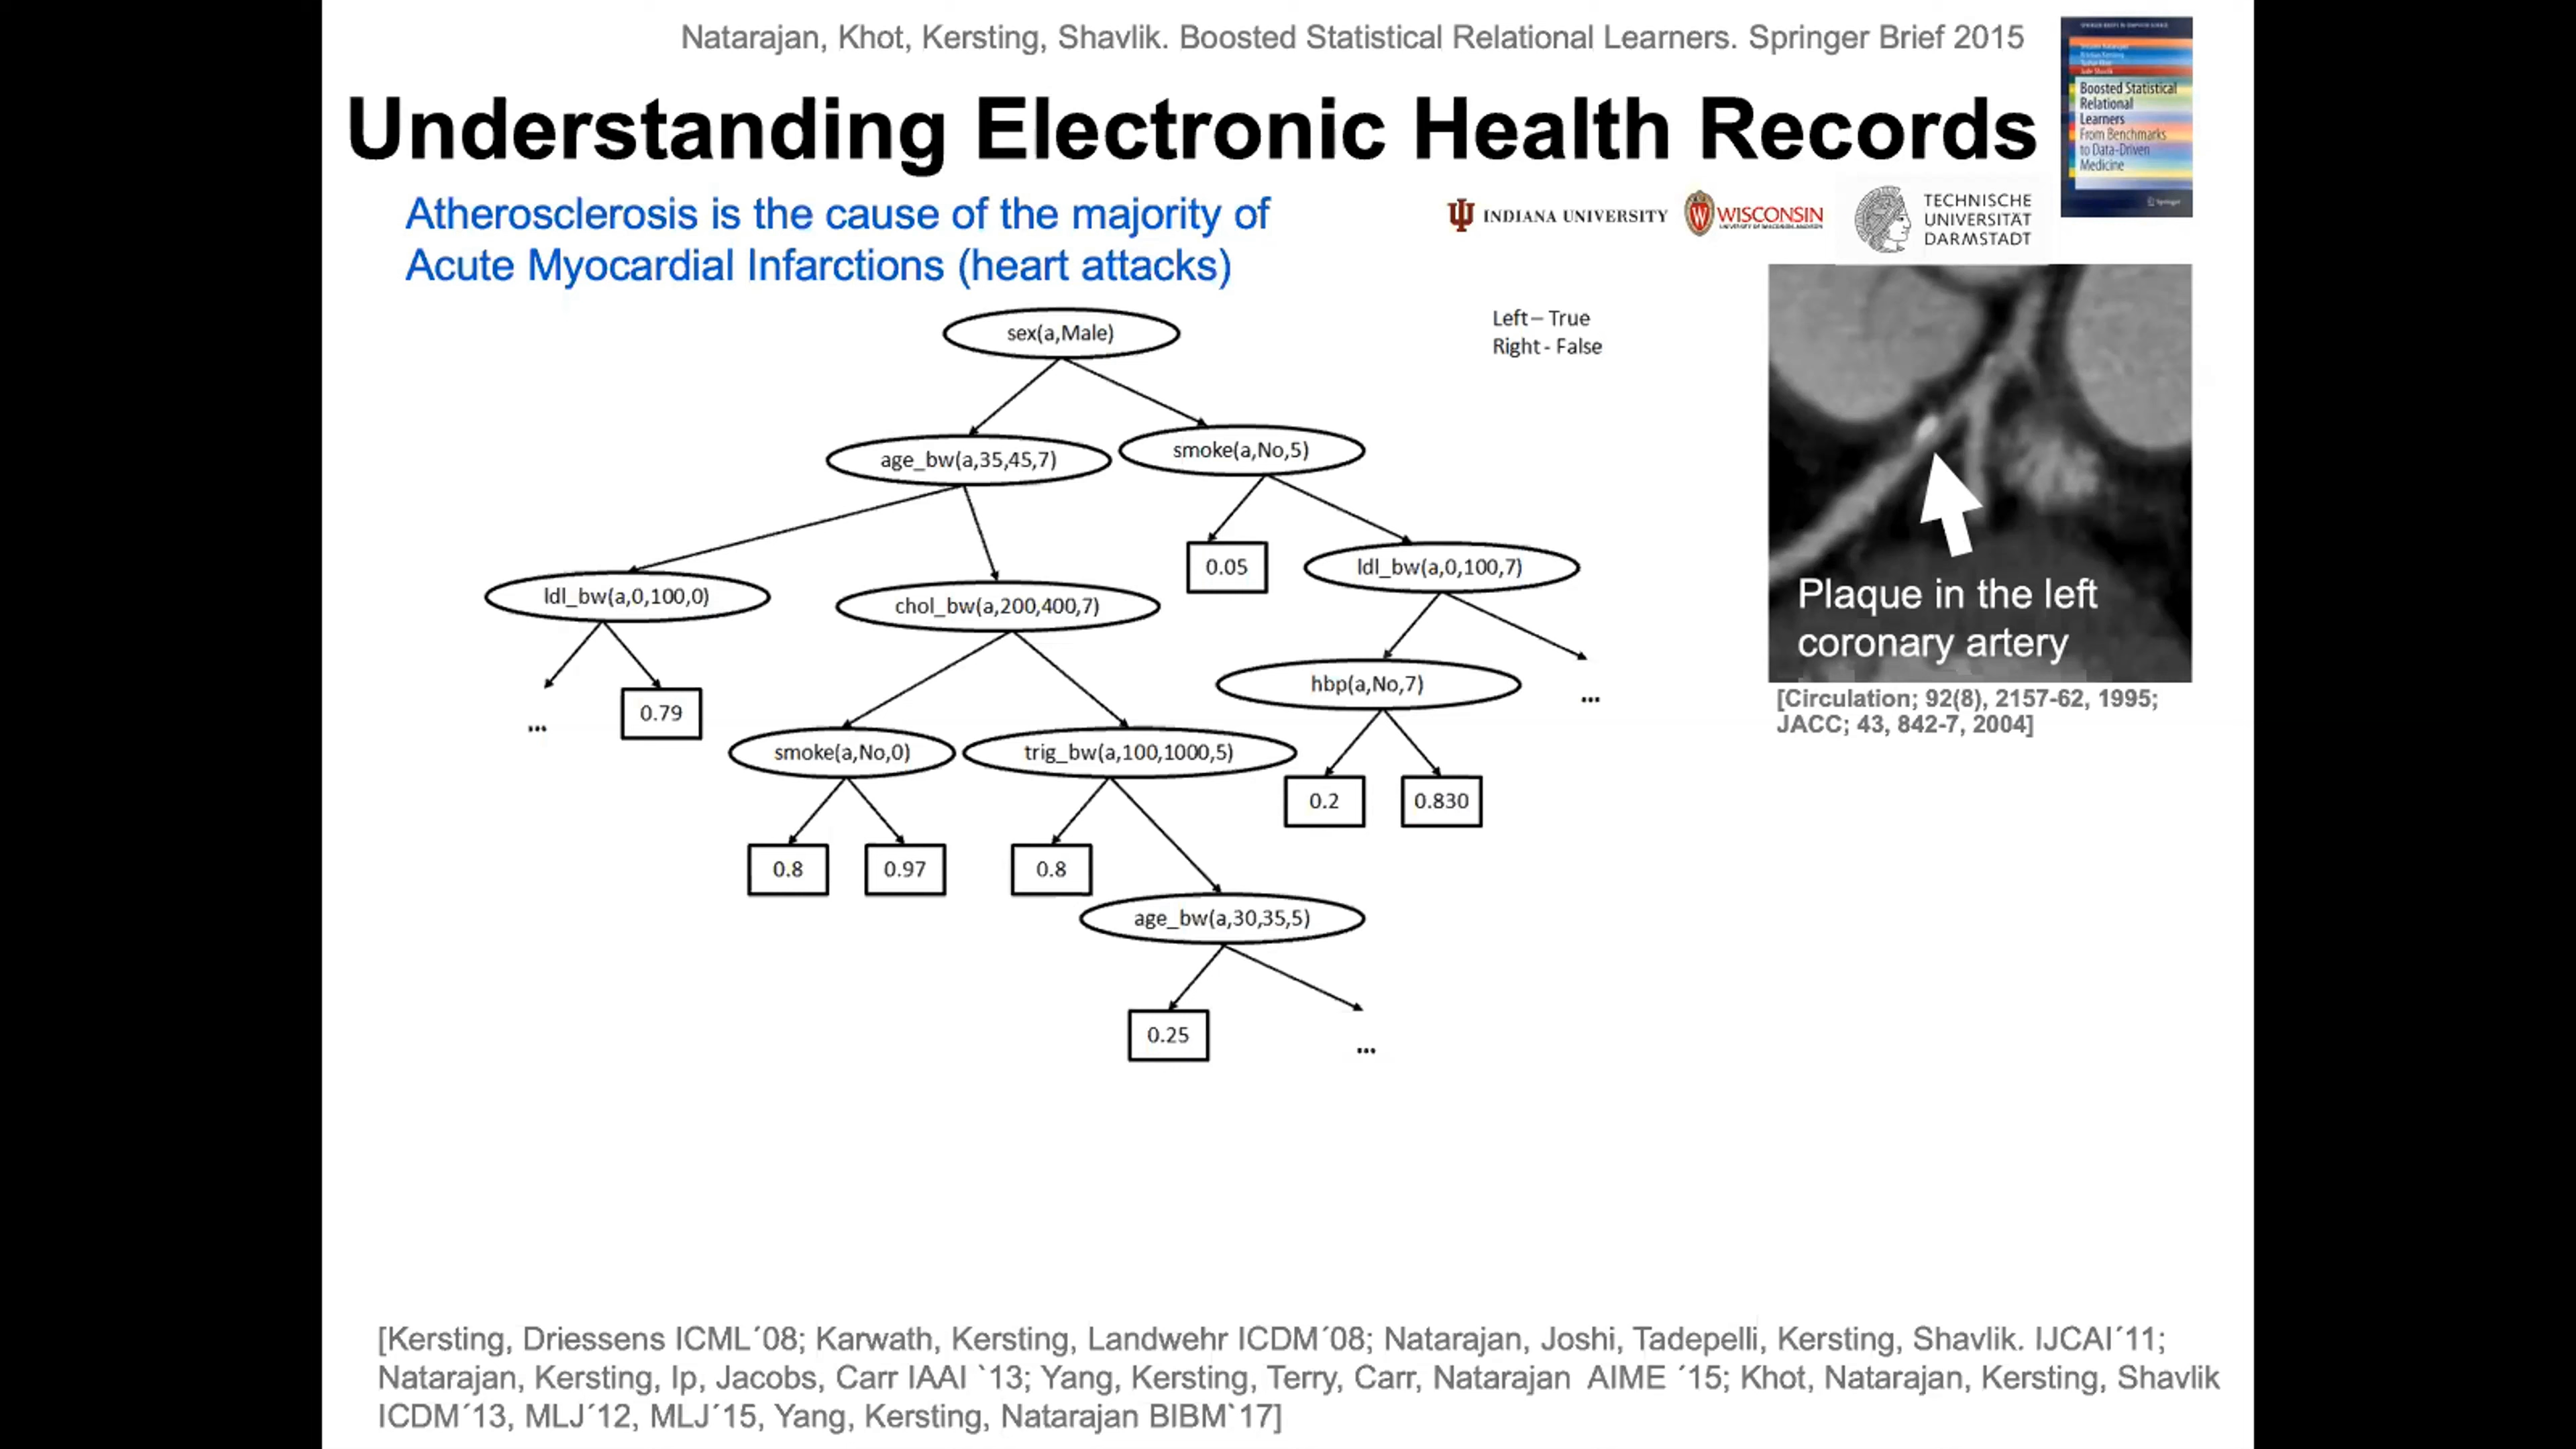 Natarajan, Khot, Kersting, Shavlik. Boosted Statistical Relational Learners. Springer Brief 2015
Understanding Electronic Health Records
Boosted Statistical
Relational
Learners
From Benchmarks
to Data-Driven
Medicine
Springer
Atherosclerosis is the cause of the majority of
Acute Myocardial Infarctions (heart attacks)
INDIANA UNIVERSITY
WISCONSIN
UNIVERSITY OF WISCONSIN-MADISON
TECHNISCHE
UNIVERSITÄT
DARMSTADT
Left – True
Right - False
sex(a,Male)
age_bw(a,35,45,7)
smoke(a,No,5)
ldl_bw(a,0,100,0)
chol_bw(a,200,400,7)
0.05
ldl_bw(a,0,100,7)
...
0.79
smoke(a,No,0)
trig_bw(a,100,1000,5)
hbp(a,No,7)
...
0.8
0.97
0.8
0.2
0.830
age_bw(a,30,35,5)
0.25
...
Plaque in the left
coronary artery
[Circulation; 92(8), 2157-62, 1995;
JACC; 43, 842-7, 2004]
[Kersting, Driessens ICML´08; Karwath, Kersting, Landwehr ICDM´08; Natarajan, Joshi, Tadepelli, Kersting, Shavlik. IJCAI´11;
Natarajan, Kersting, Ip, Jacobs, Carr IAAI `13; Yang, Kersting, Terry, Carr, Natarajan AIME ´15; Khot, Natarajan, Kersting, Shavlik
ICDM´13, MLJ´12, MLJ´15, Yang, Kersting, Natarajan BIBM`17]